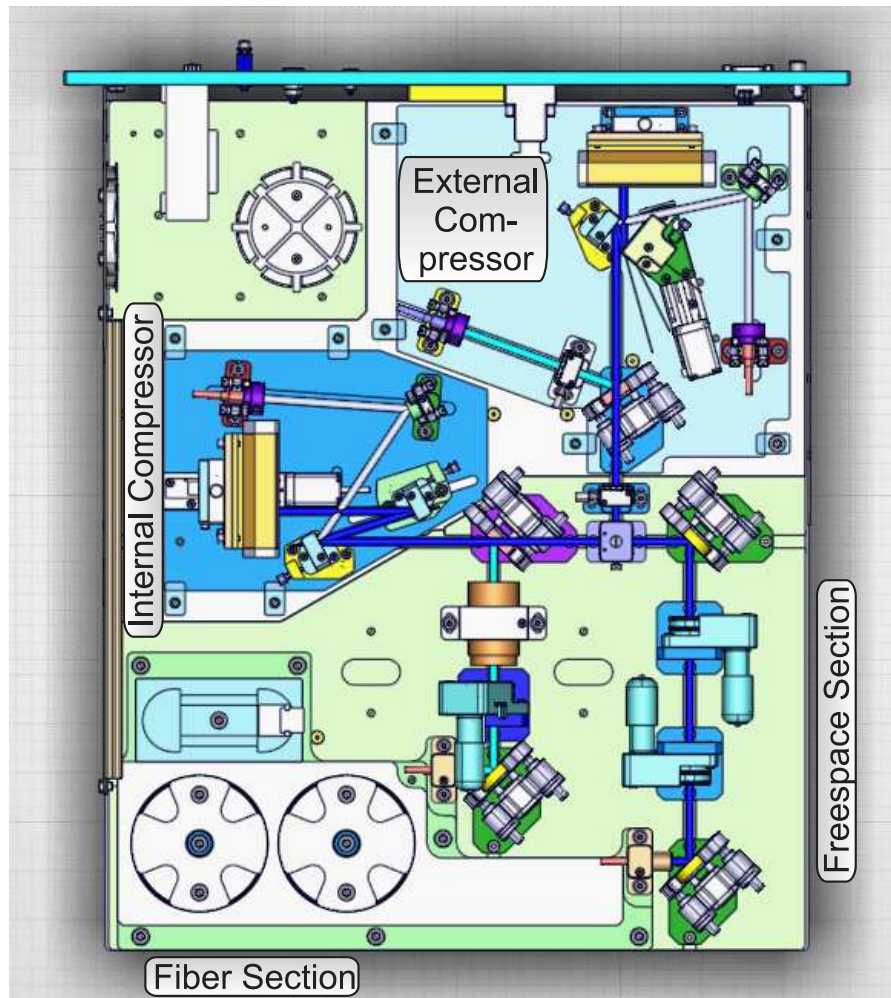 External
Com-
pressor
Internal Compressor
Freespace Section
Fiber Section